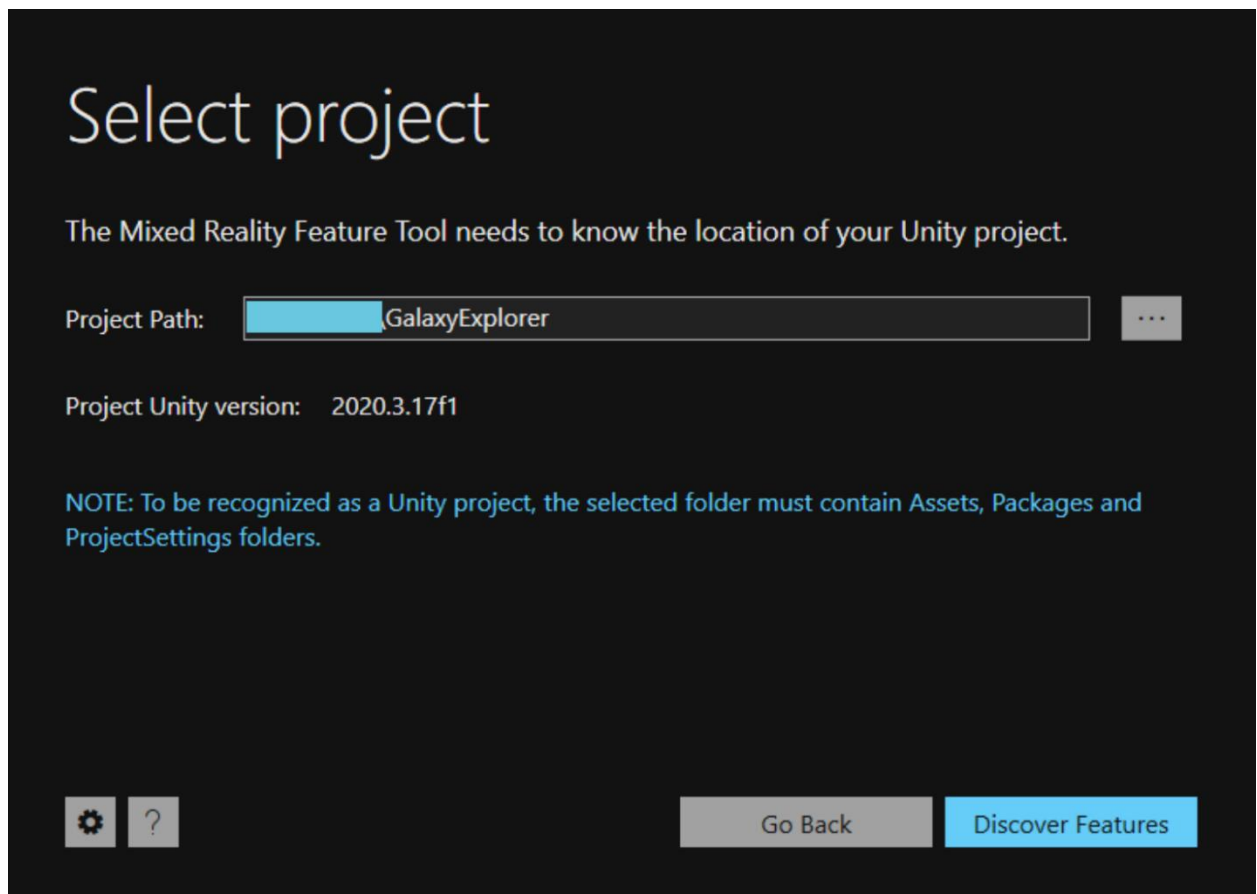 Select project
The Mixed Reality Feature Tool needs to know the location of your Unity project.
Project Path: \GalaxyExplorer ...
Project Unity version: 2020.3.17f1
NOTE: To be recognized as a Unity project, the selected folder must contain Assets, Packages and
ProjectSettings folders.
? Go Back Discover Features